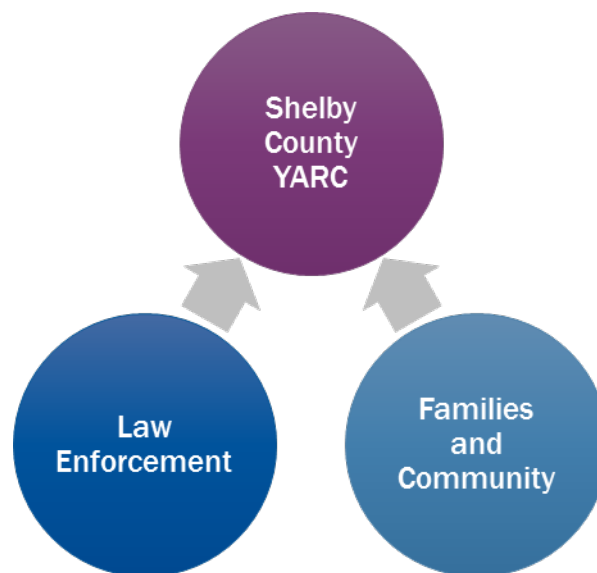 Shelby
County
YARC
Law
Enforcement
Families
and
Community